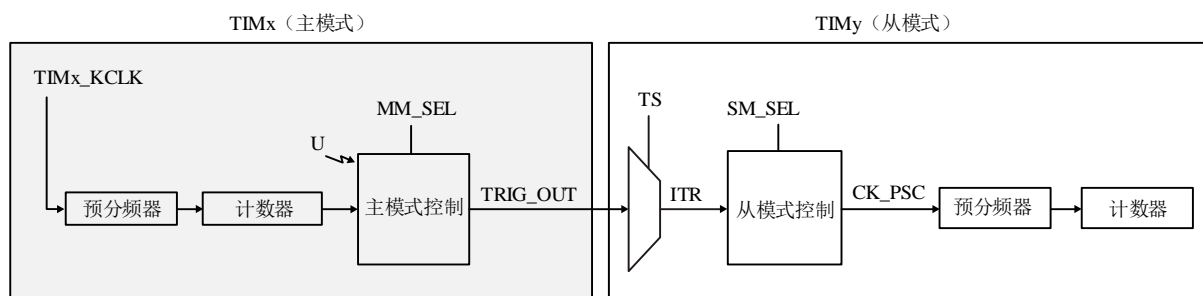 TIMx（主模式）
TIMy（从模式）
TIMx_KCLK
MM_SEL
TS
SM_SEL
U
预分频器
计数器
主模式控制
TRIG_OUT
ITR
从模式控制
CK_PSC
预分频器
计数器